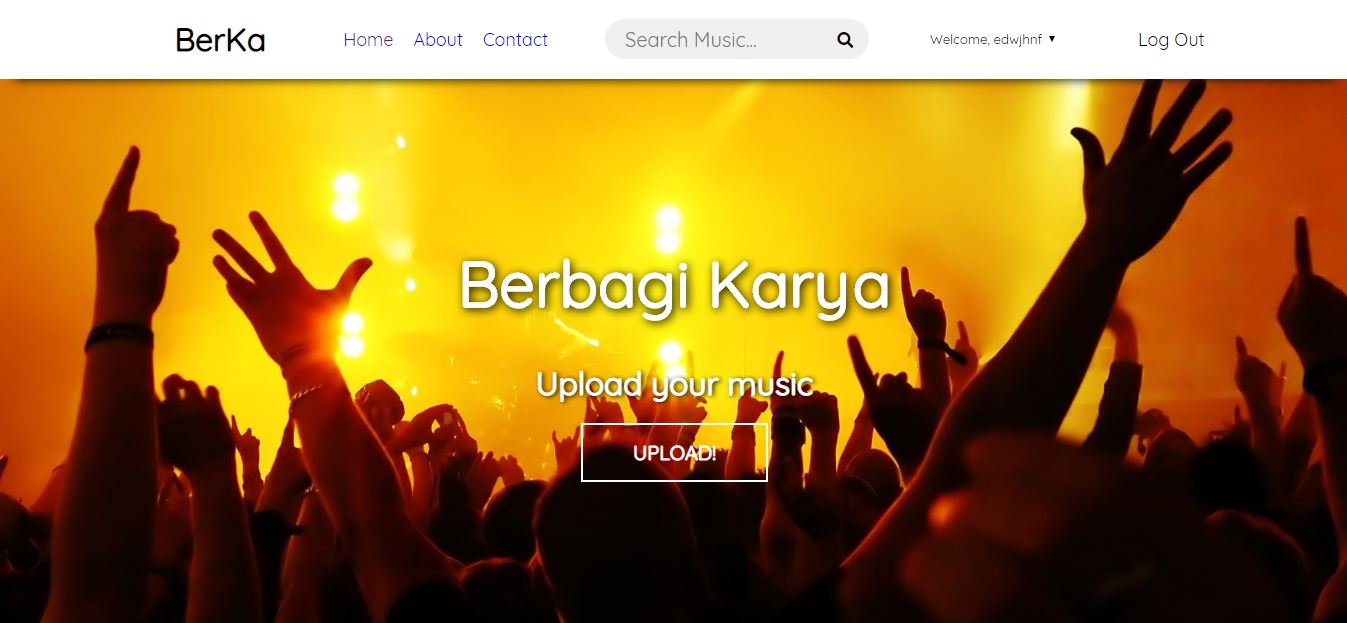 BerKa
Home About Contact
Search Music...
Welcome, edwjhnf ▼
Log Out
Berbagi Karya
Upload your music
UPLOAD!